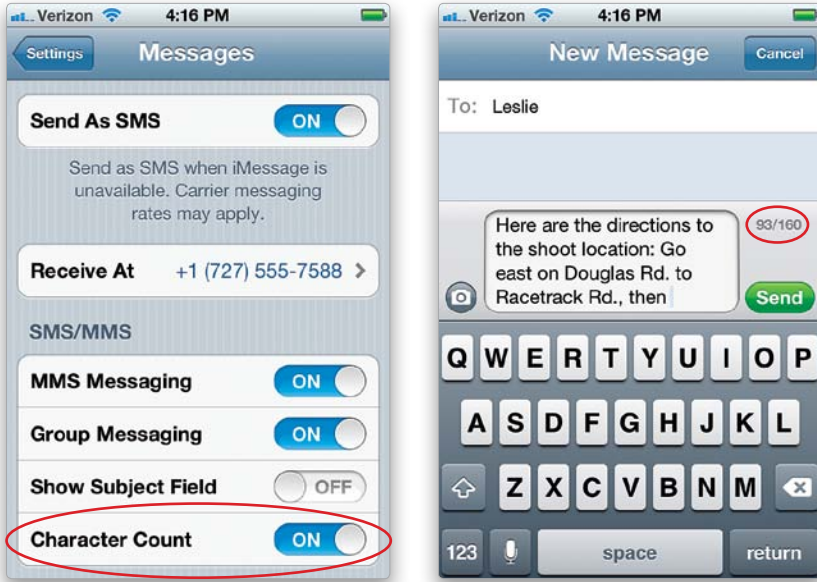 Verizon 4:16 PM
Settings Messages
Send As SMS ON
Send as SMS when iMessage is
unavailable. Carrier messaging
rates may apply.
Receive At +1 (727) 555-7588 >
SMS/MMS
MMS Messaging ON
Group Messaging ON
Show Subject Field OFF
Character Count ON
Verizon 4:16 PM
New Message Cancel
To: Leslie
Here are the directions to
the shoot location: Go
east on Douglas Rd. to
Racetrack Rd., then
93/160
Send
Q W E R T Y U I O P
A S D F G H J K L
Z X C V B N M
123 space return